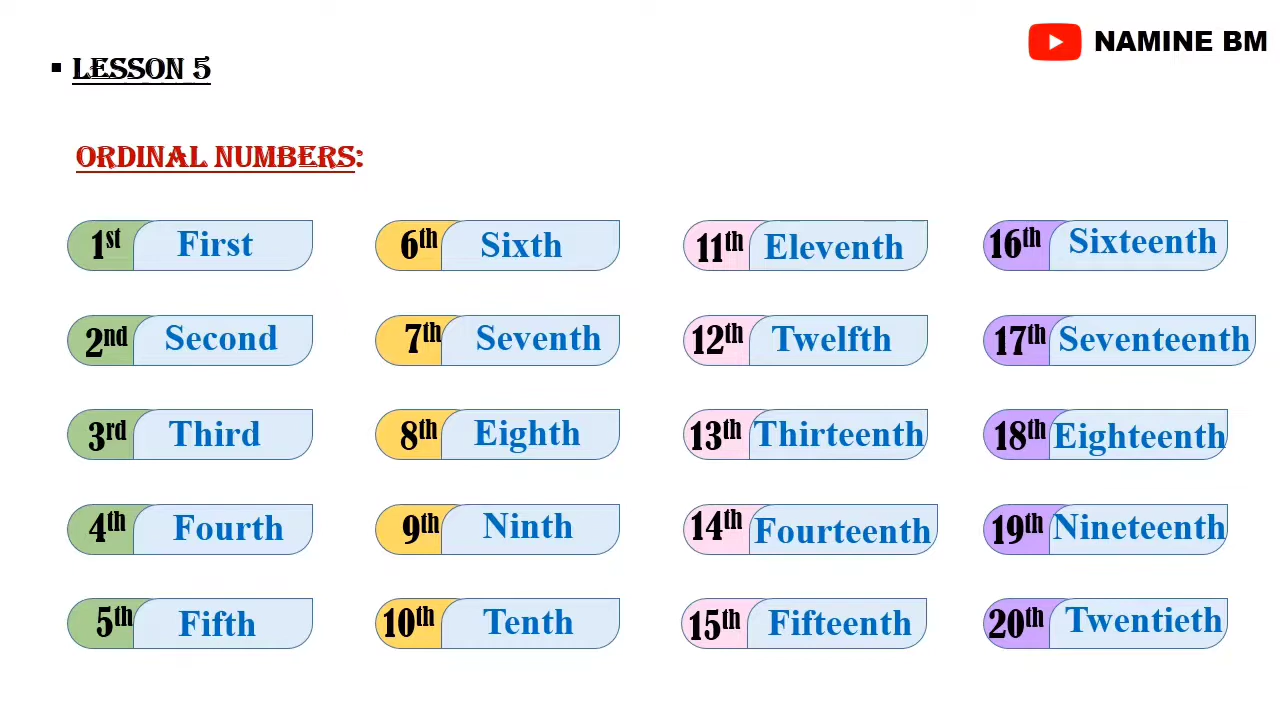 NAMINE BM
▪ LESSON 5
ORDINAL NUMBERS:
1st First 6th Sixth 11th Eleventh 16th Sixteenth
2nd Second 7th Seventh 12th Twelfth 17th Seventeenth
3rd Third 8th Eighth 13th Thirteenth 18th Eighteenth
4th Fourth 9th Ninth 14th Fourteenth 19th Nineteenth
5th Fifth 10th Tenth 15th Fifteenth 20th Twentieth